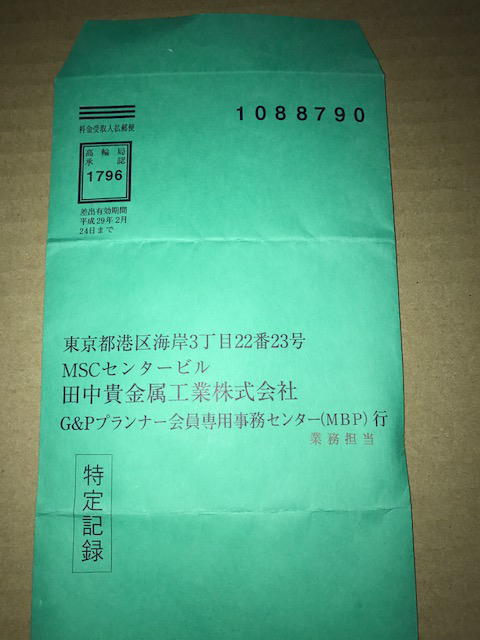 1088790
料金受取人払郵便
高輪局
承認
1796
差出有効期間
平成29年2月
24日まで
東京都港区海岸3丁目22番23号
MSCセンタービル
田中貴金属工業株式会社
G&Pプランナー会員専用事務センター(MBP) 行
業務担当
特定記録